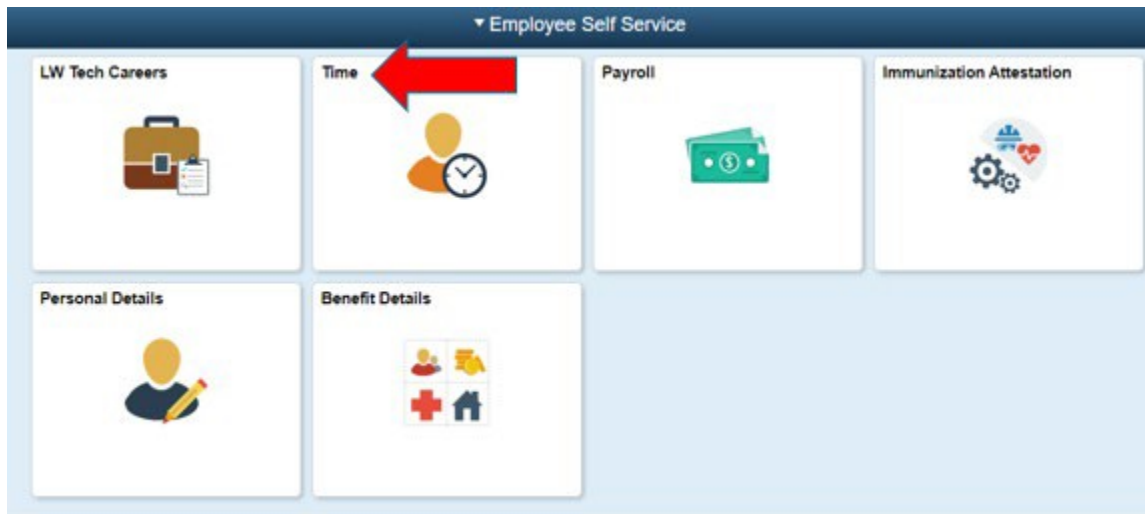 Employee Self Service
LW Tech Careers
Time
Payroll
Immunization Attestation
Personal Details
Benefit Details